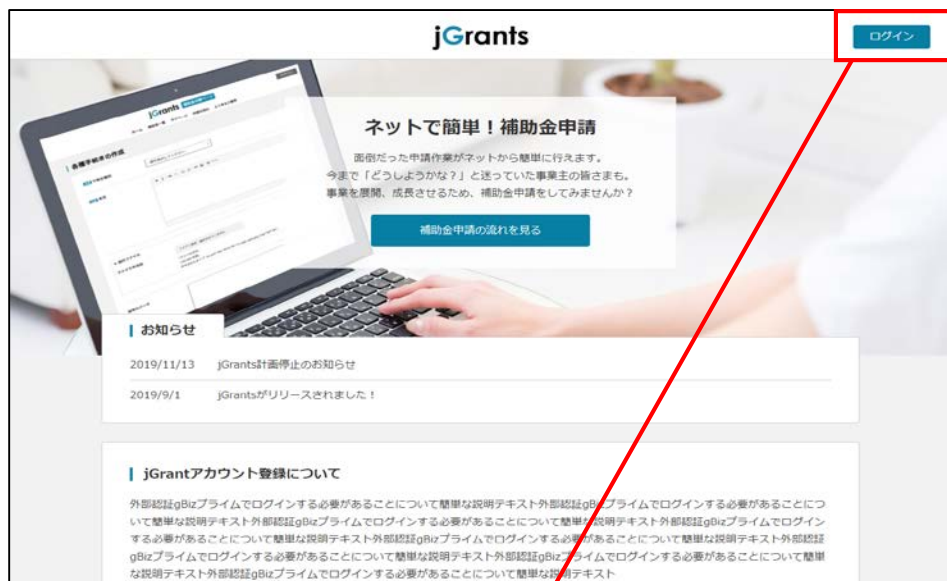 jGrants
ログイン
jGrants
各種手続きの作成
ネットで簡単！補助金申請
面倒だった申請作業がネットから簡単に行えます。
今まで「どうしようかな？」と迷っていた事業主の皆さまも。
事業を展開、成長させるため、補助金申請をしてみませんか？
補助金申請の流れを見る
お知らせ
2019/11/13 jGrants計画停止のお知らせ
2019/9/1 jGrantsがリリースされました！
jGrantアカウント登録について
外部認証gBizプライムでログインする必要があることについて簡単な説明テキスト外部認証gBizプライムでログインする必要があることにつ
いて簡単な説明テキスト外部認証gBizプライムでログインする必要があることについて簡単な説明テキスト外部認証gBizプライムでログイン
する必要があることについて簡単な説明テキスト外部認証gBizプライムでログインする必要があることについて簡単な説明テキスト外部認証
gBizプライムでログインする必要があることについて簡単な説明テキスト外部認証gBizプライムでログインする必要があることについて簡単
な説明テキスト外部認証gBizプライムでログインする必要があることについて簡単な説明テキスト